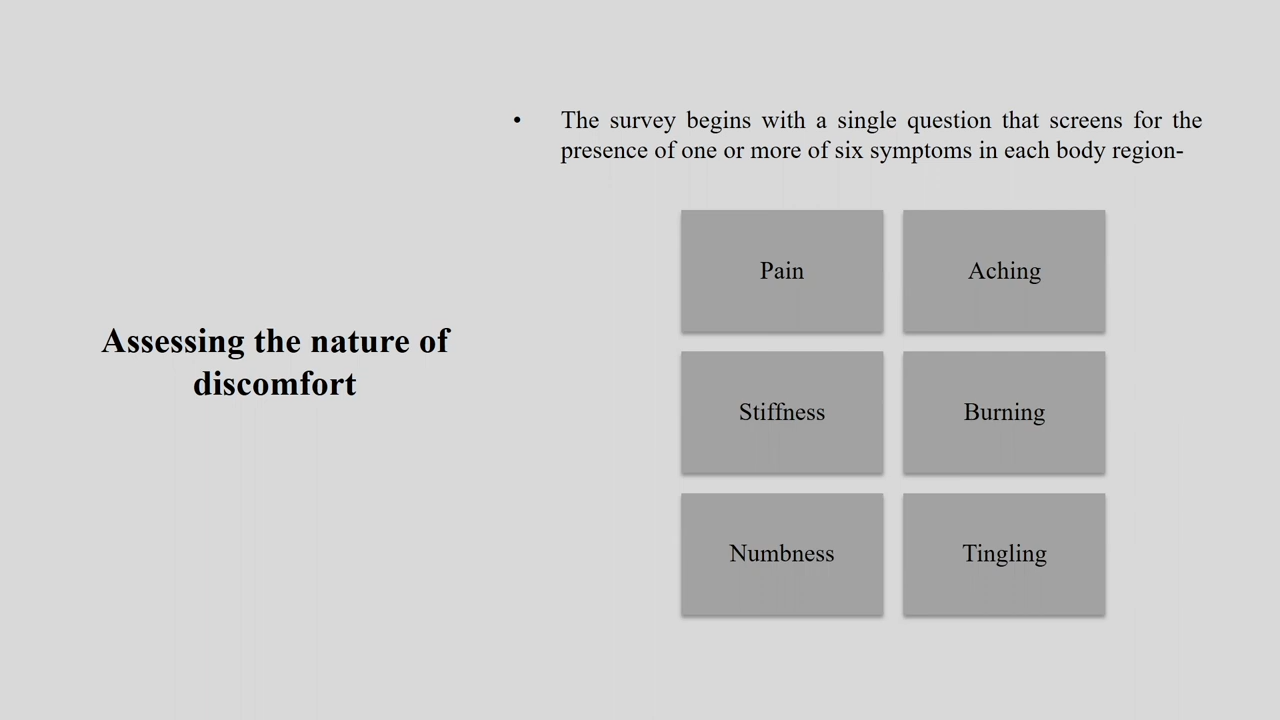 Assessing the nature of
discomfort
• The survey begins with a single question that screens for the
presence of one or more of six symptoms in each body region-
Pain
Aching
Stiffness
Burning
Numbness
Tingling